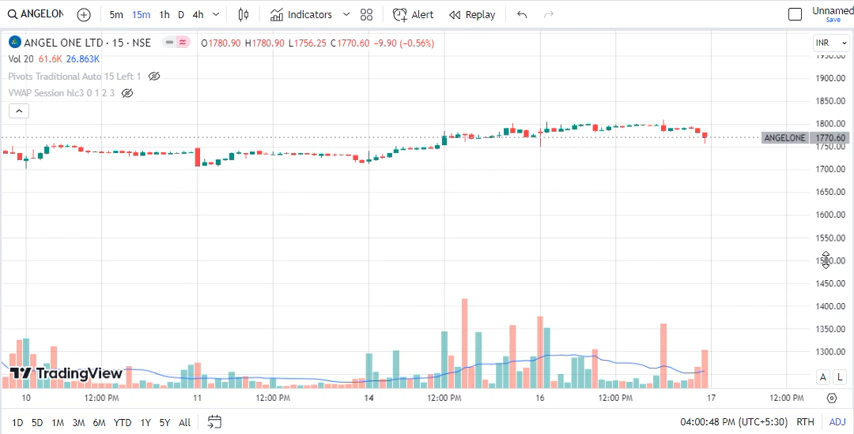 ANGELON 5m 15m 1h D 4h Indicators Alert Replay Unnamed
Save
ANGEL ONE LTD · 15 · NSE O1780.90 H1780.90 L1756.25 C1770.60 -9.90 (-0.56%) INR
Vol 20 61.6K 26.863K
Pivots Traditional Auto 15 Left 1
VWAP Session hlc3 0 1 2 3
1950.00
1900.00
1850.00
1800.00
ANGELONE 1770.60
1750.00
1700.00
1650.00
1600.00
1550.00
1500.00
1450.00
1400.00
1350.00
1300.00
TradingView A L
10 12:00 PM 11 12:00 PM 14 12:00 PM 16 12:00 PM 17 12:00 PM
1D 5D 1M 3M 6M YTD 1Y 5Y All 04:00:48 PM (UTC+5:30) RTH ADJ